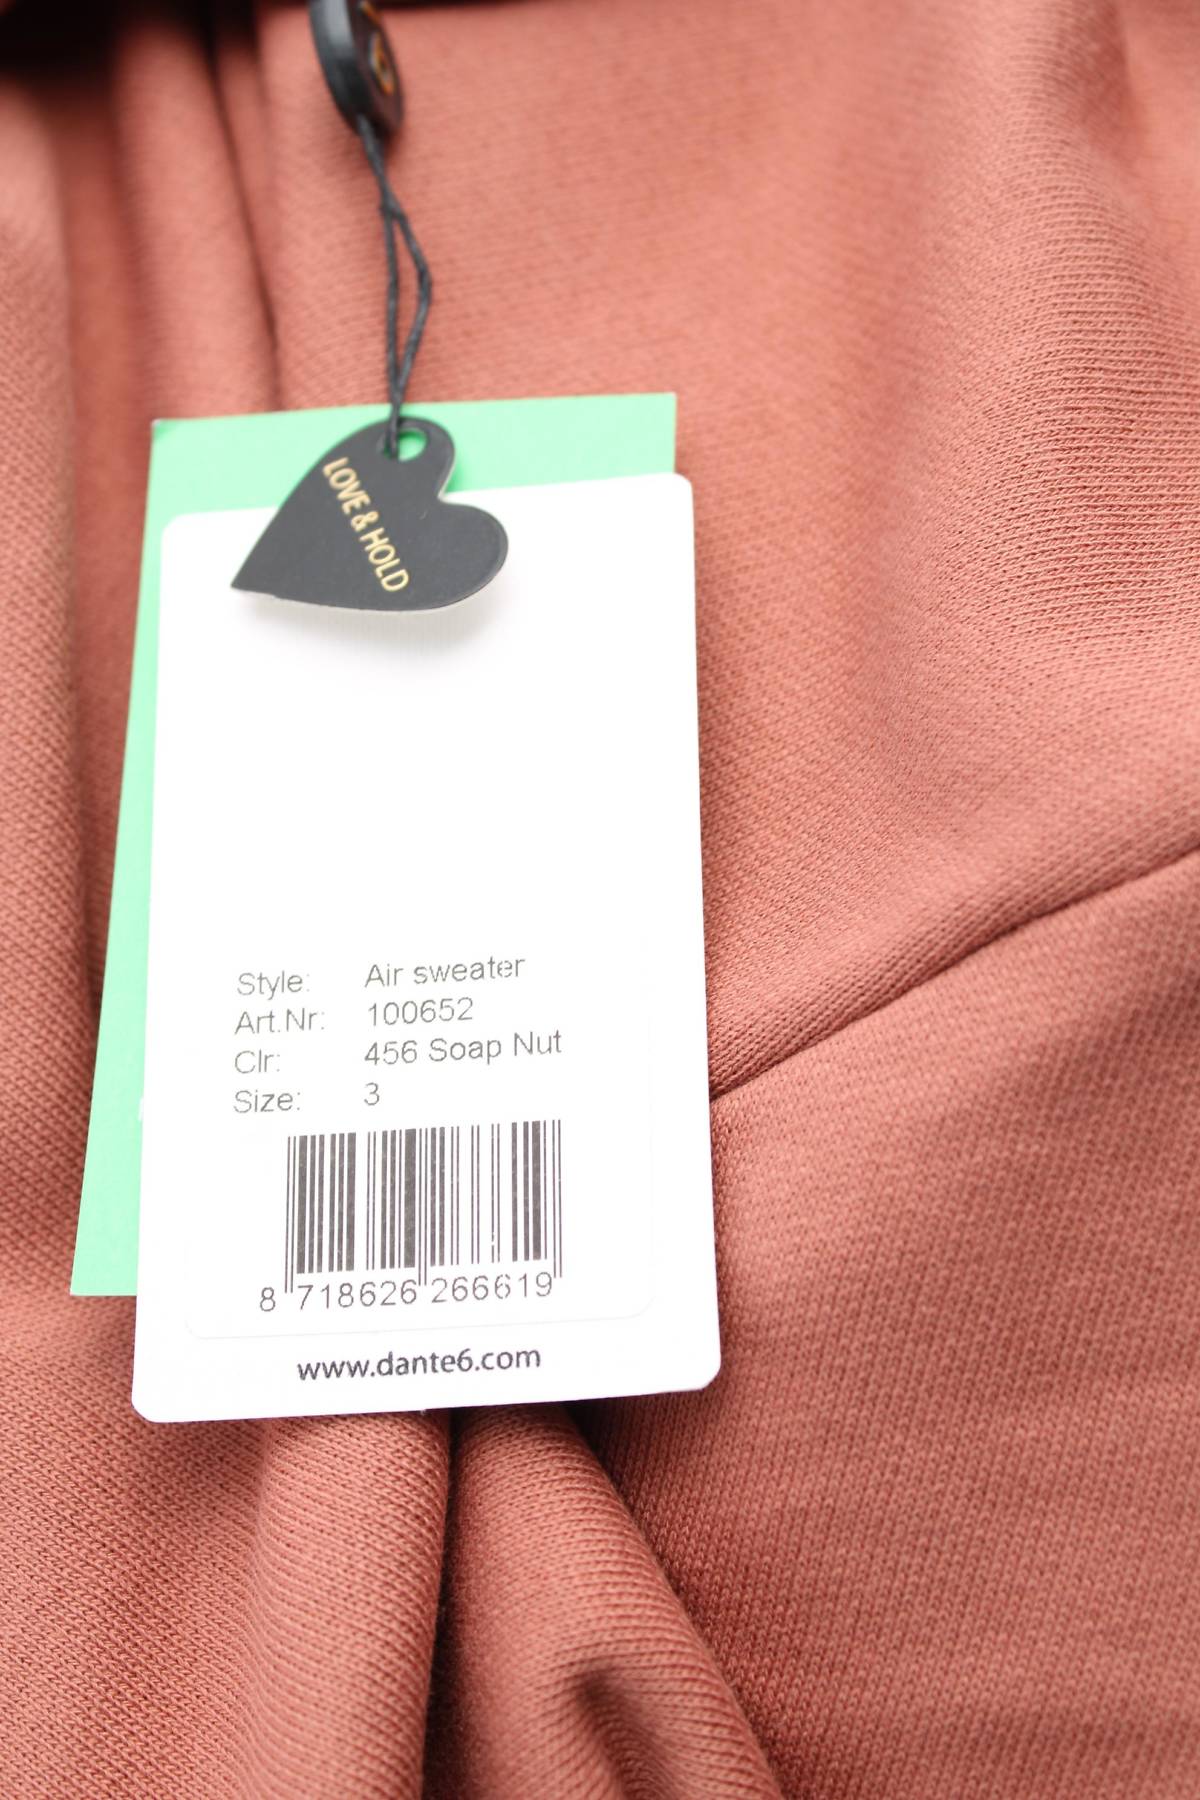 LOVE & HOLD
Style: Air sweater
Art.Nr: 100652
Clr: 456 Soap Nut
Size: 3
8 718626 266619
www.dante6.com